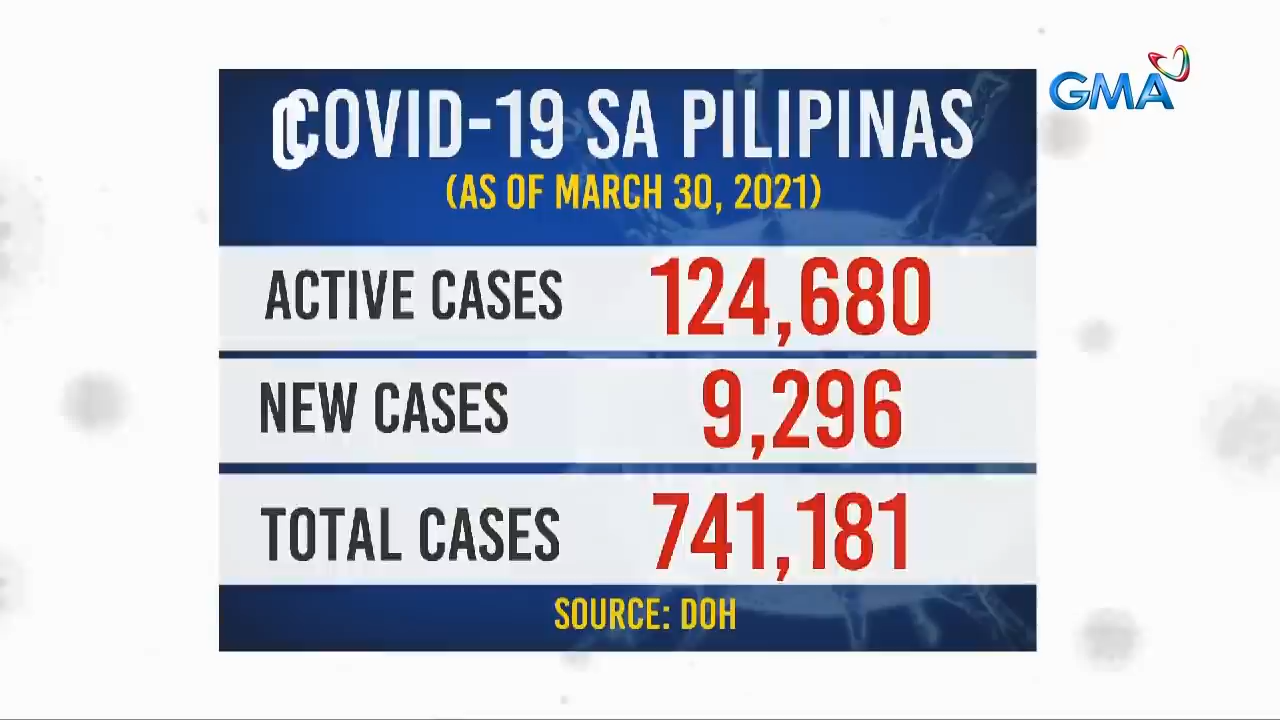 GMA
COVID-19 SA PILIPINAS
(AS OF MARCH 30, 2021)
ACTIVE CASES 124,680
NEW CASES 9,296
TOTAL CASES 741,181
SOURCE: DOH